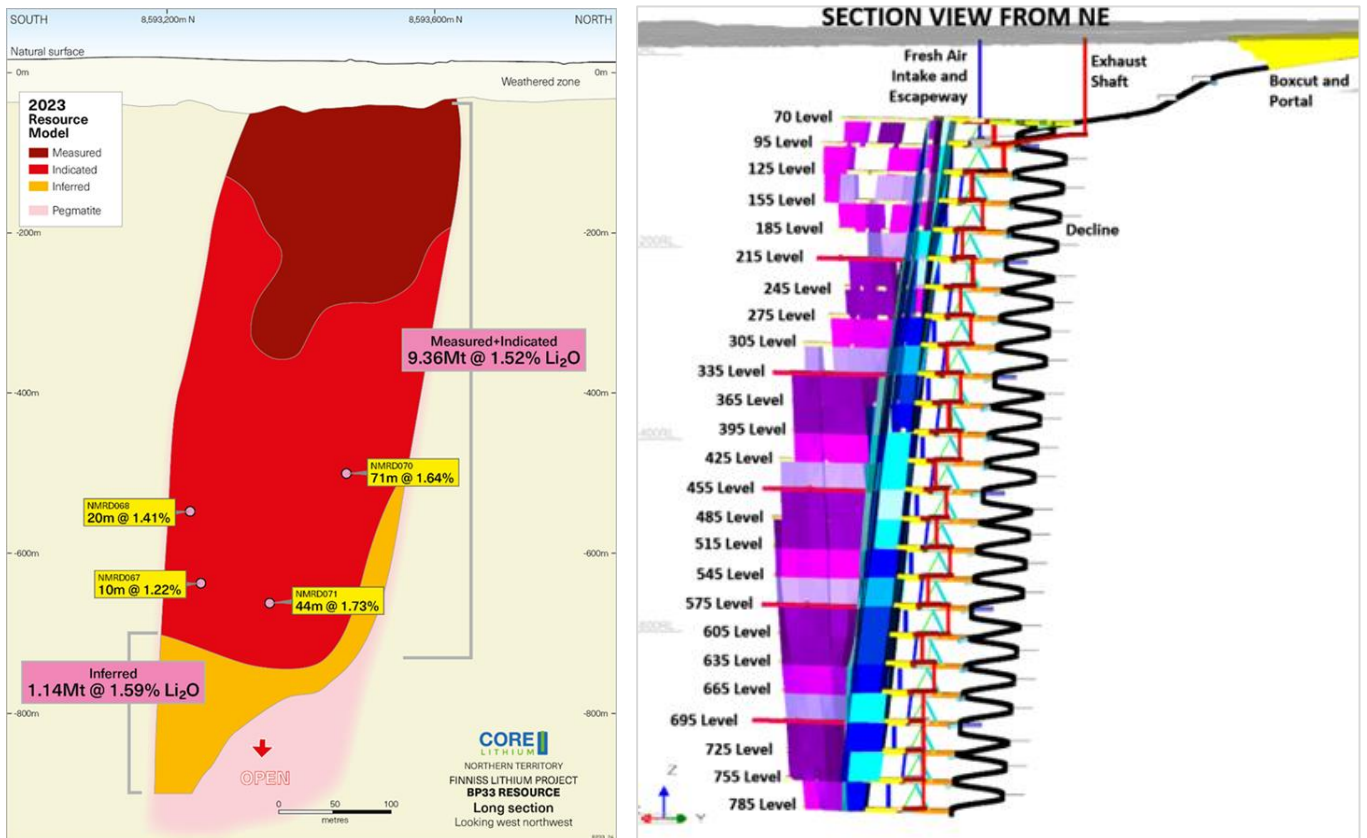 SOUTH
8,593,200m N
8,593,600m N
NORTH
Natural surface
0m
0m
Weathered zone
2023
Resource
Model
Measured
Indicated
Inferred
Pegmatite
-200m
-200m
Measured+Indicated
9.36Mt @ 1.52% Li₂O
-400m
-400m
NMRD070
71m @ 1.64%
NMRD068
20m @ 1.41%
-600m
-600m
NMRD067
10m @ 1.22%
NMRD071
44m @ 1.73%
Inferred
1.14Mt @ 1.59% Li₂O
-800m
-800m
OPEN
0 50 100
metres
CORE
LITHIUM
NORTHERN TERRITORY
FINNISS LITHIUM PROJECT
BP33 RESOURCE
Long section
Looking west northwest
SECTION VIEW FROM NE
Fresh Air
Intake and
Escapeway
Exhaust
Shaft
Boxcut and
Portal
Decline
70 Level
95 Level
125 Level
155 Level
185 Level
215 Level
245 Level
275 Level
305 Level
335 Level
365 Level
395 Level
425 Level
455 Level
485 Level
515 Level
545 Level
575 Level
605 Level
635 Level
665 Level
695 Level
725 Level
755 Level
785 Level
Z
Y